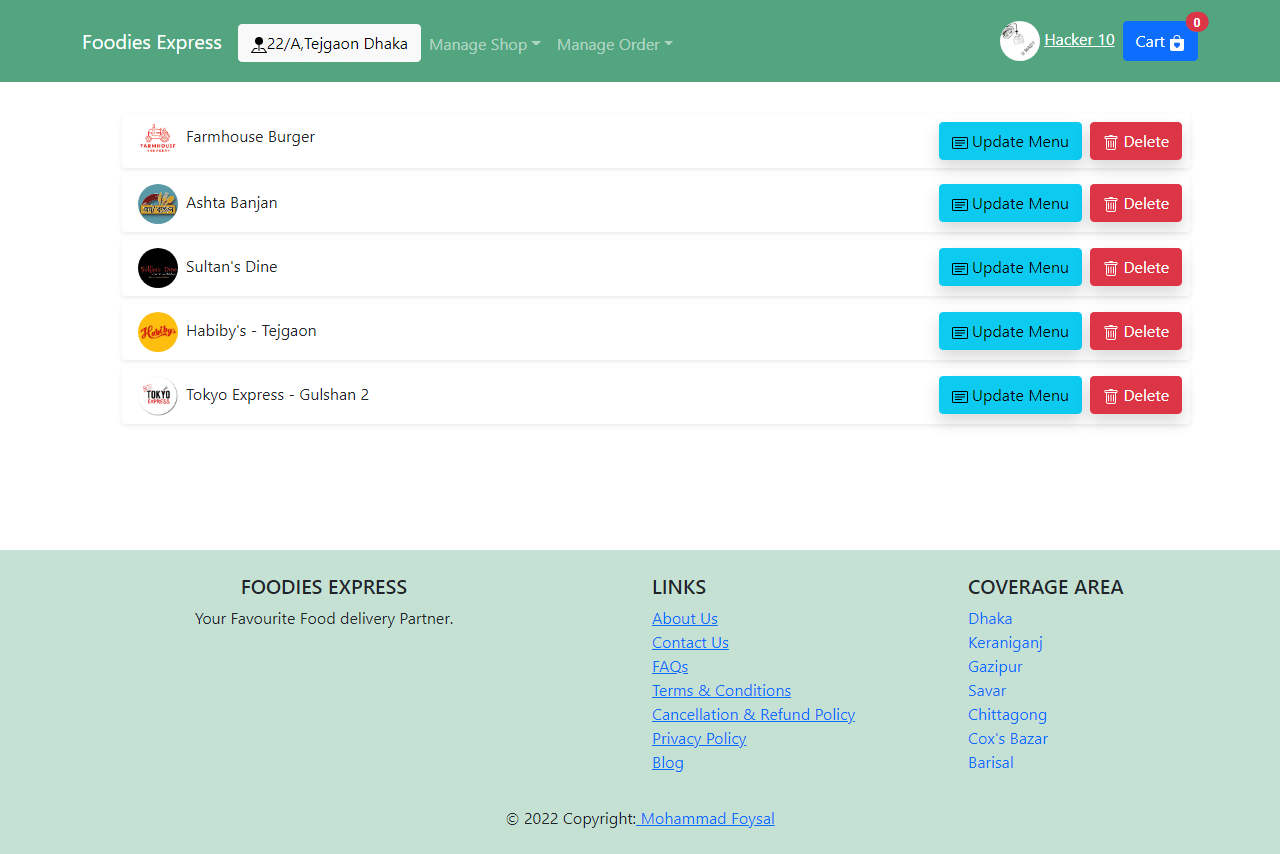 Foodies Express
22/A,Tejgaon Dhaka
Manage Shop
Manage Order
Hacker 10
Cart
0
FARMHOUSE
Farmhouse Burger
Update Menu
Delete
Ashta Banjan
Update Menu
Delete
Sultan's Dine
Sultan's Dine
Update Menu
Delete
Habiby's
Habiby's - Tejgaon
Update Menu
Delete
TOKYO
EXPRESS
Tokyo Express - Gulshan 2
Update Menu
Delete
FOODIES EXPRESS
Your Favourite Food delivery Partner.
LINKS
About Us
Contact Us
FAQs
Terms & Conditions
Cancellation & Refund Policy
Privacy Policy
Blog
COVERAGE AREA
Dhaka
Keraniganj
Gazipur
Savar
Chittagong
Cox's Bazar
Barisal
© 2022 Copyright: Mohammad Foysal